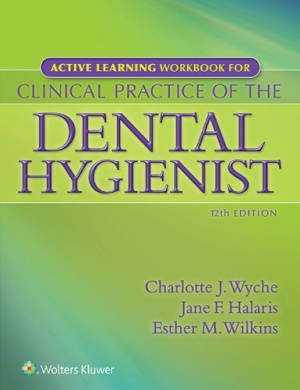 ACTIVE LEARNING WORKBOOK FOR
CLINICAL PRACTICE OF THE
DENTAL
HYGIENIST
12th EDITION
Charlotte J. Wyche
Jane F. Halaris
Esther M. Wilkins
Wolters Kluwer